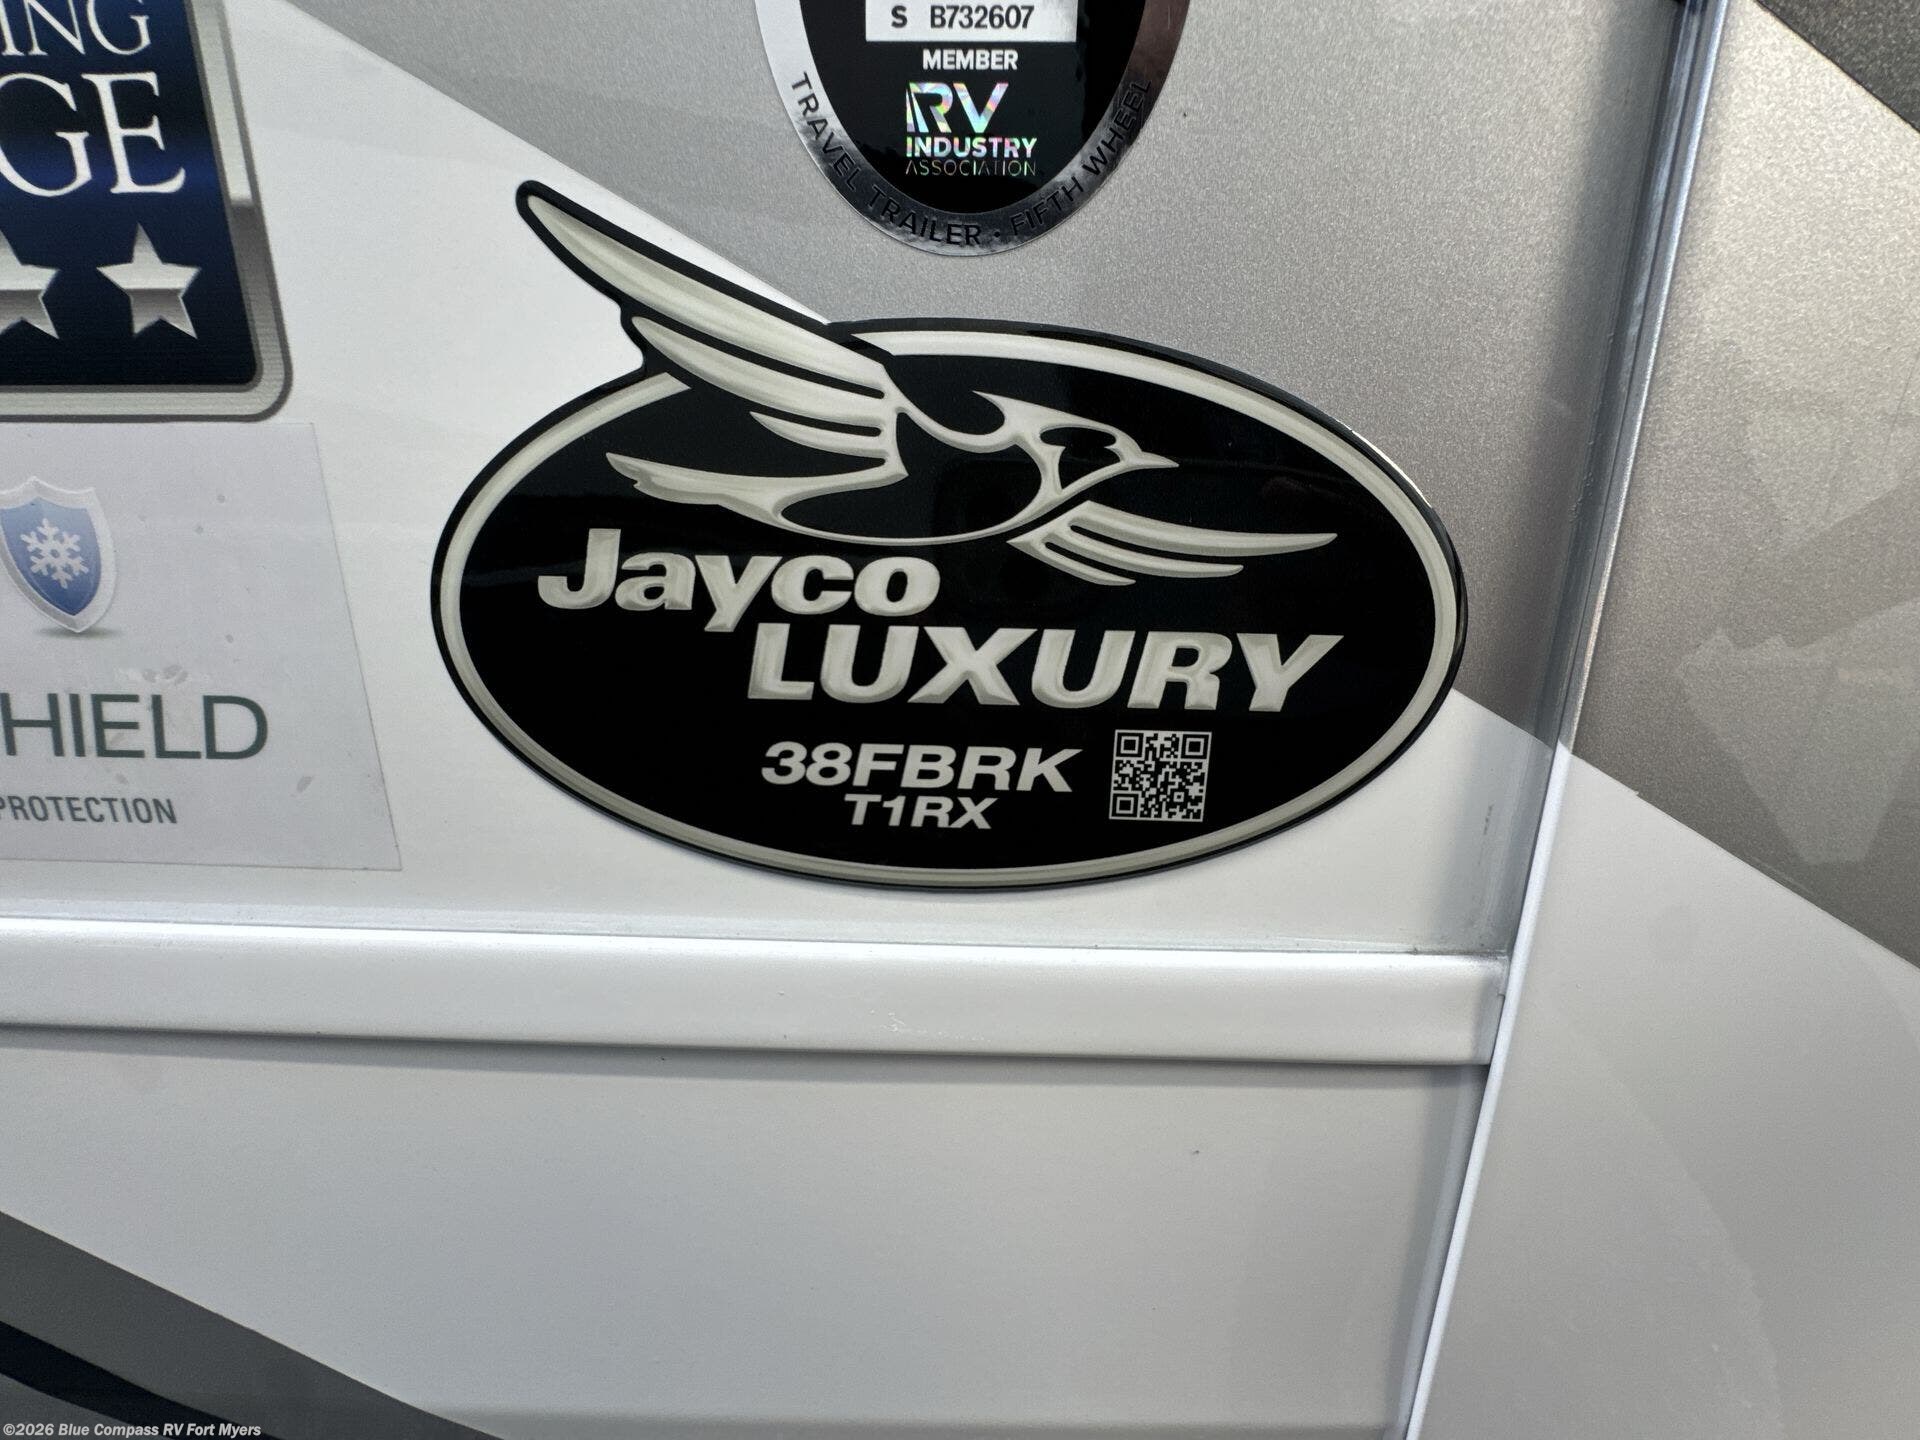 ING
GE
S B732607
MEMBER
RV
INDUSTRY
ASSOCIATION
TRAVEL TRAILER · FIFTH WHEEL
Jayco
LUXURY
38FBRK
T1RX
HIELD
PROTECTION
©2026 Blue Compass RV Fort Myers